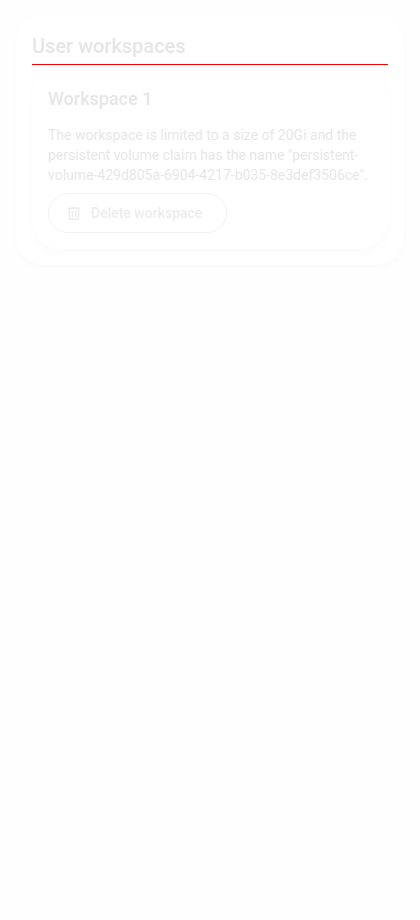 User workspaces
Workspace 1
The workspace is limited to a size of 20Gi and the
persistent volume claim has the name "persistent-
volume-429d805a-6904-4217-b035-8e3def3506ce".
Delete workspace